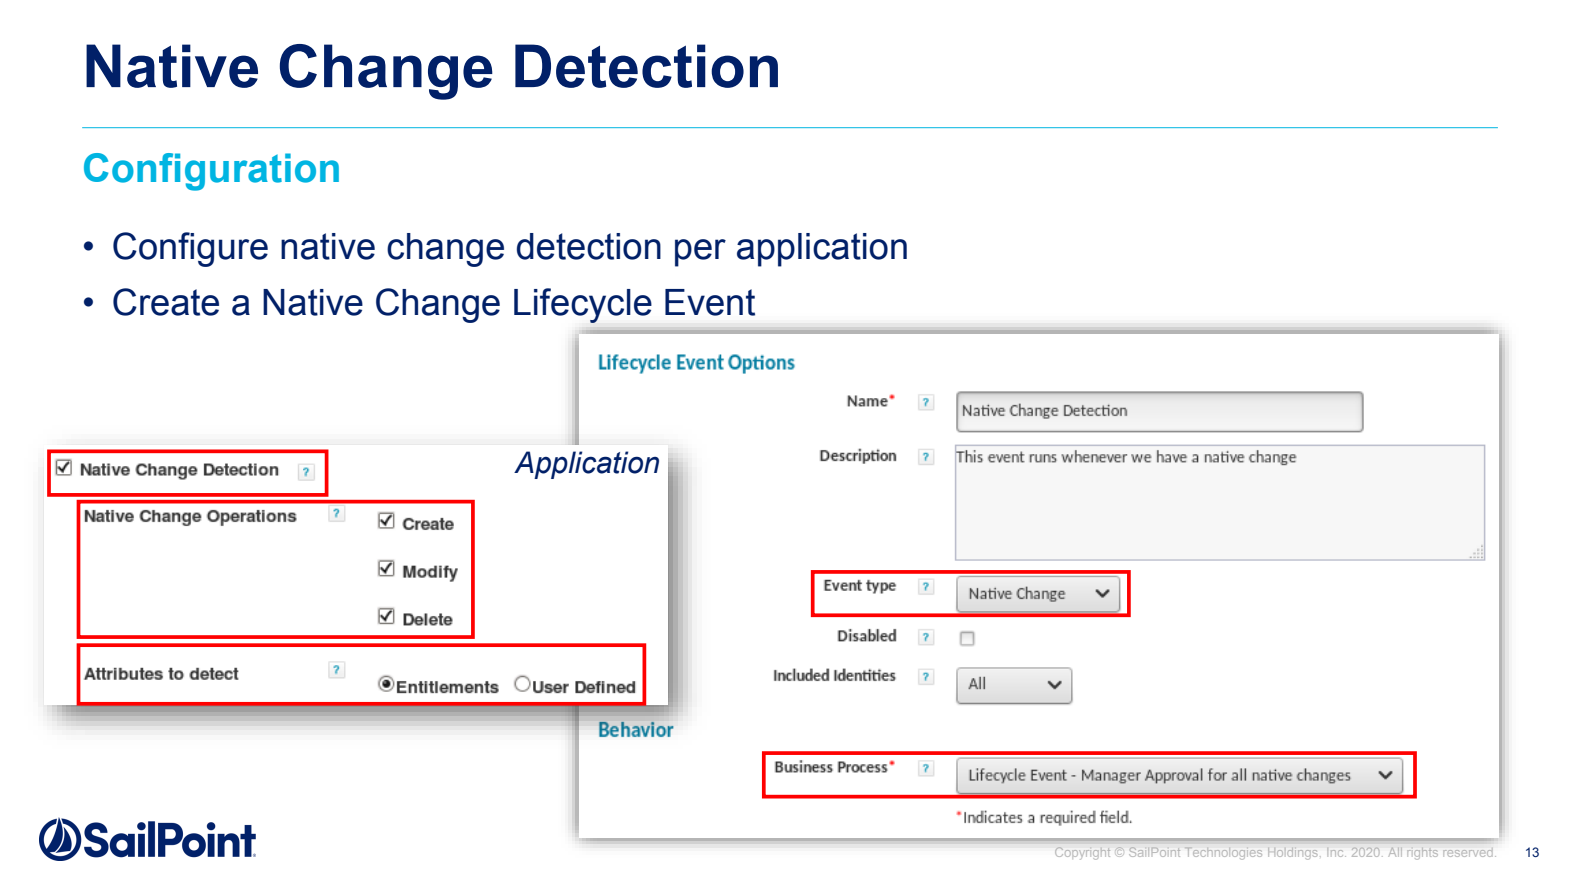 Native Change Detection
Configuration
• Configure native change detection per application
• Create a Native Change Lifecycle Event
Application
Native Change Detection ?
Native Change Operations ? Create
Modify
Delete
Attributes to detect ? Entitlements User Defined
Lifecycle Event Options
Name* ? Native Change Detection
Description ? This event runs whenever we have a native change
Event type ? Native Change
Disabled ?
Included Identities ? All
Behavior
Business Process* ? Lifecycle Event - Manager Approval for all native changes
*Indicates a required field.
SailPoint
Copyright © SailPoint Technologies Holdings, Inc. 2020. All rights reserved. 13